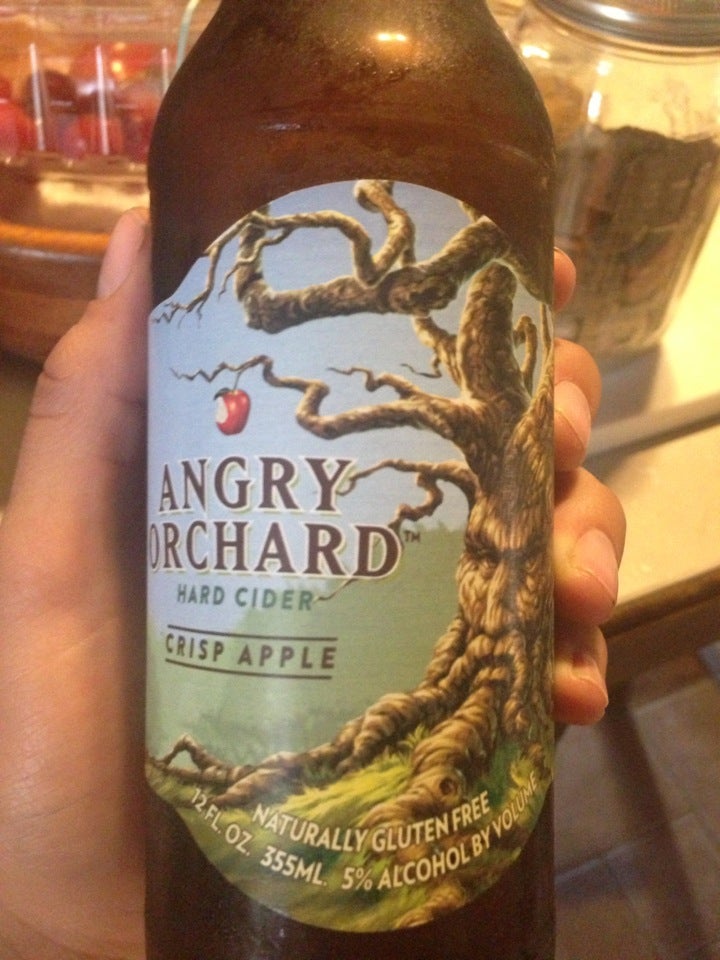 ANGRY
ORCHARD™
HARD CIDER
CRISP APPLE
NATURALLY GLUTEN FREE
12 FL. OZ. 355ML. 5% ALCOHOL BY VOLUME